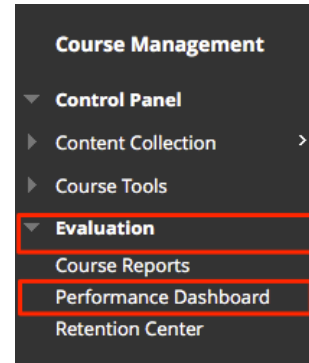 Course Management
Control Panel
Content Collection
Course Tools
Evaluation
Course Reports
Performance Dashboard
Retention Center